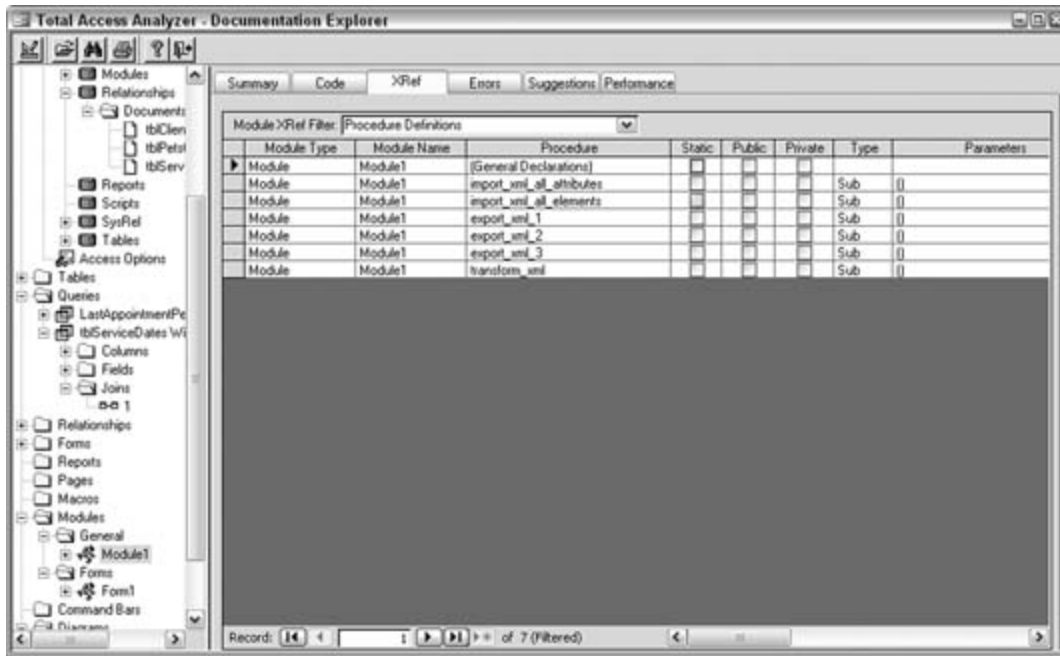 Total Access Analyzer - Documentation Explorer
Modules
Relationships
Documents
tblClien
tblPets
tblServ
Reports
Scripts
SysRel
Tables
Access Options
Tables
Queries
LastAppointmentPe
tblServiceDates Wi
Columns
Fields
Joins
1
Relationships
Forms
Reports
Pages
Macros
Modules
General
Module1
Forms
Form1
Command Bars
Diagrams
Summary Code XRef Errors Suggestions Performance
Module XRef Filter: Procedure Definitions
Module Type Module Name Procedure Static Public Private Type Parameters
Module Module1 (General Declarations)
Module Module1 import_xml_all_attributes Sub ()
Module Module1 import_xml_all_elements Sub ()
Module Module1 export_xml_1 Sub ()
Module Module1 export_xml_2 Sub ()
Module Module1 export_xml_3 Sub ()
Module Module1 transform_xml Sub ()
Record: 1 of 7 (Filtered)